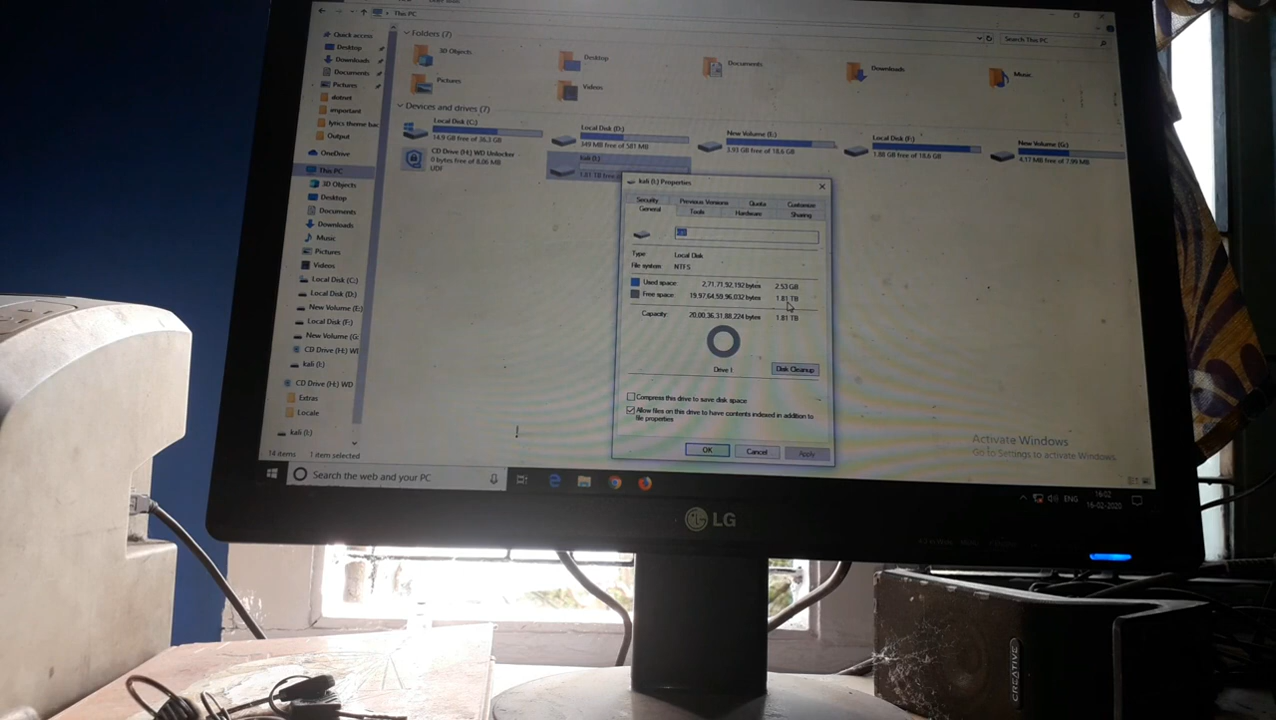 This PC
Search This PC
Quick access
Desktop
Downloads
Documents
Pictures
dotnet
important
lyrics theme bac
Output
OneDrive
This PC
3D Objects
Desktop
Documents
Downloads
Music
Pictures
Videos
Local Disk (C:)
Local Disk (D:)
New Volume (E:)
Local Disk (F:)
New Volume (G:
CD Drive (H:) WI
kali (I:)
CD Drive (H:) WD
Extras
Locale
kali (I:)
14 items 1 item selected
Folders (7)
3D Objects
Desktop
Documents
Downloads
Music
Pictures
Videos
Devices and drives (7)
Local Disk (C:)
14.9 GB free of 36.3 GB
Local Disk (D:)
349 MB free of 581 MB
New Volume (E:)
3.93 GB free of 18.6 GB
Local Disk (F:)
1.88 GB free of 18.6 GB
New Volume (G:)
4.17 MB free of 7.99 MB
CD Drive (H:) WD Unlocker
0 bytes free of 8.06 MB
UDF
kali (I:)
1.81 TB free
kali (I:) Properties
Security Previous Versions Quota Customize
General Tools Hardware Sharing
Type: Local Disk
File system: NTFS
Used space: 2,71,71,92,192 bytes 2.53 GB
Free space: 19,97,64,59,96,032 bytes 1.81 TB
Capacity: 20,00,36,31,88,224 bytes 1.81 TB
Drive I:
Disk Cleanup
Compress this drive to save disk space
Allow files on this drive to have contents indexed in addition to
file properties
OK Cancel Apply
Activate Windows
Go to Settings to activate Windows.
Search the web and your PC
ENG
16:02
16-02-2020
LG
CREATIVE